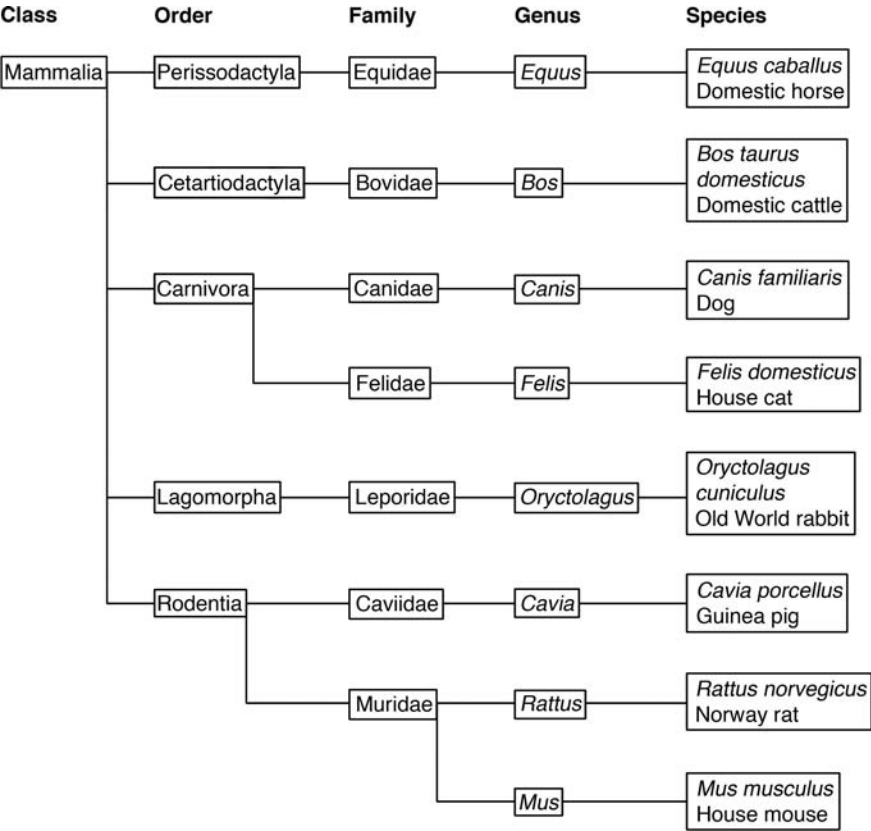 Class Order Family Genus Species
Mammalia Perissodactyla Equidae Equus Equus caballus
Domestic horse
Cetartiodactyla Bovidae Bos Bos taurus
domesticus
Domestic cattle
Carnivora Canidae Canis Canis familiaris
Dog
Felidae Felis Felis domesticus
House cat
Lagomorpha Leporidae Oryctolagus Oryctolagus
cuniculus
Old World rabbit
Rodentia Caviidae Cavia Cavia porcellus
Guinea pig
Muridae Rattus Rattus norvegicus
Norway rat
Mus Mus musculus
House mouse